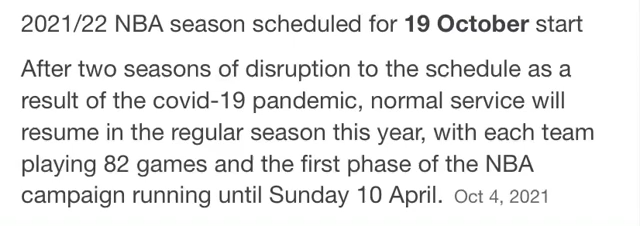 2021/22 NBA season scheduled for 19 October start
After two seasons of disruption to the schedule as a
result of the covid-19 pandemic, normal service will
resume in the regular season this year, with each team
playing 82 games and the first phase of the NBA
campaign running until Sunday 10 April. Oct 4, 2021